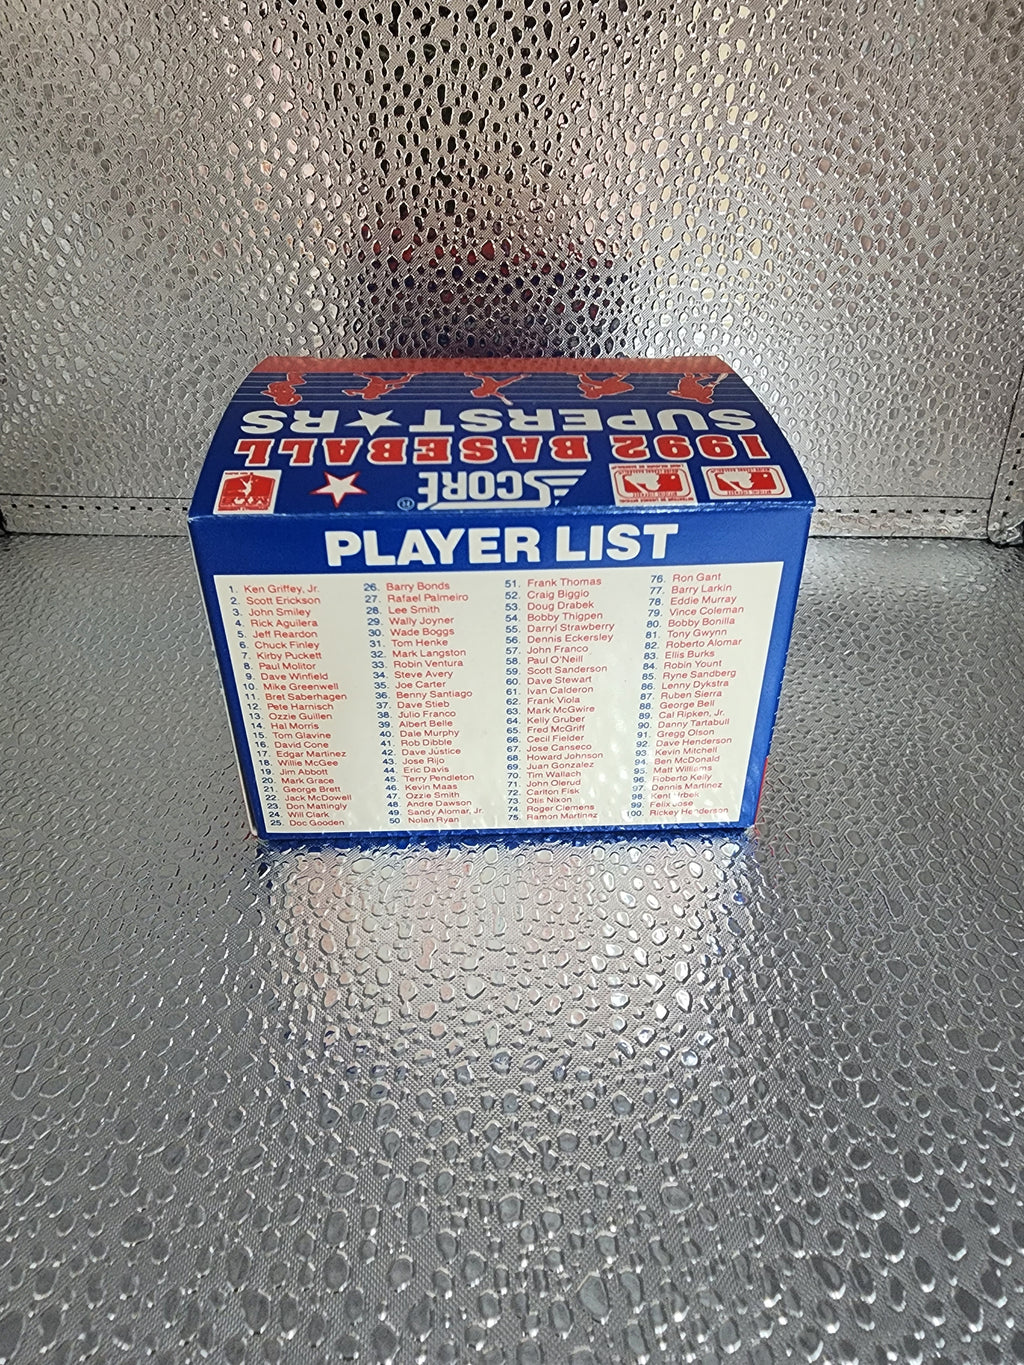 SUPERST★RS
1992 BASEBALL
SCORE®
PLAYER LIST
1. Ken Griffey, Jr.
2. Scott Erickson
3. John Smiley
4. Rick Aguilera
5. Jeff Reardon
6. Chuck Finley
7. Kirby Puckett
8. Paul Molitor
9. Dave Winfield
10. Mike Greenwell
11. Bret Saberhagen
12. Pete Harnisch
13. Ozzie Guillen
14. Hal Morris
15. Tom Glavine
16. David Cone
17. Edgar Martinez
18. Willie McGee
19. Jim Abbott
20. Mark Grace
21. George Brett
22. Jack McDowell
23. Don Mattingly
24. Will Clark
25. Doc Gooden
26. Barry Bonds
27. Rafael Palmeiro
28. Lee Smith
29. Wally Joyner
30. Wade Boggs
31. Tom Henke
32. Mark Langston
33. Robin Ventura
34. Steve Avery
35. Joe Carter
36. Benny Santiago
37. Dave Stieb
38. Julio Franco
39. Albert Belle
40. Dale Murphy
41. Rob Dibble
42. Dave Justice
43. Jose Rijo
44. Eric Davis
45. Terry Pendleton
46. Kevin Maas
47. Ozzie Smith
48. Andre Dawson
49. Sandy Alomar, Jr.
50 Nolan Ryan
51. Frank Thomas
52. Craig Biggio
53. Doug Drabek
54. Bobby Thigpen
55. Darryl Strawberry
56. Dennis Eckersley
57. John Franco
58. Paul O'Neill
59. Scott Sanderson
60. Dave Stewart
61. Ivan Calderon
62. Frank Viola
63. Mark McGwire
64. Kelly Gruber
65. Fred McGriff
66. Cecil Fielder
67. Jose Canseco
68. Howard Johnson
69. Juan Gonzalez
70. Tim Wallach
71. John Olerud
72. Carlton Fisk
73. Otis Nixon
74. Roger Clemens
75. Ramon Martinez
76. Ron Gant
77. Barry Larkin
78. Eddie Murray
79. Vince Coleman
80. Bobby Bonilla
81. Tony Gwynn
82. Roberto Alomar
83. Ellis Burks
84. Robin Yount
85. Ryne Sandberg
86. Lenny Dykstra
87. Ruben Sierra
88. George Bell
89. Cal Ripken, Jr.
90. Danny Tartabull
91. Gregg Olson
92. Dave Henderson
93. Kevin Mitchell
94. Ben McDonald
95. Matt Williams
96. Roberto Kelly
97. Dennis Martinez
98. Kent Hrbek
99. Felix Jose
100. Rickey Henderson